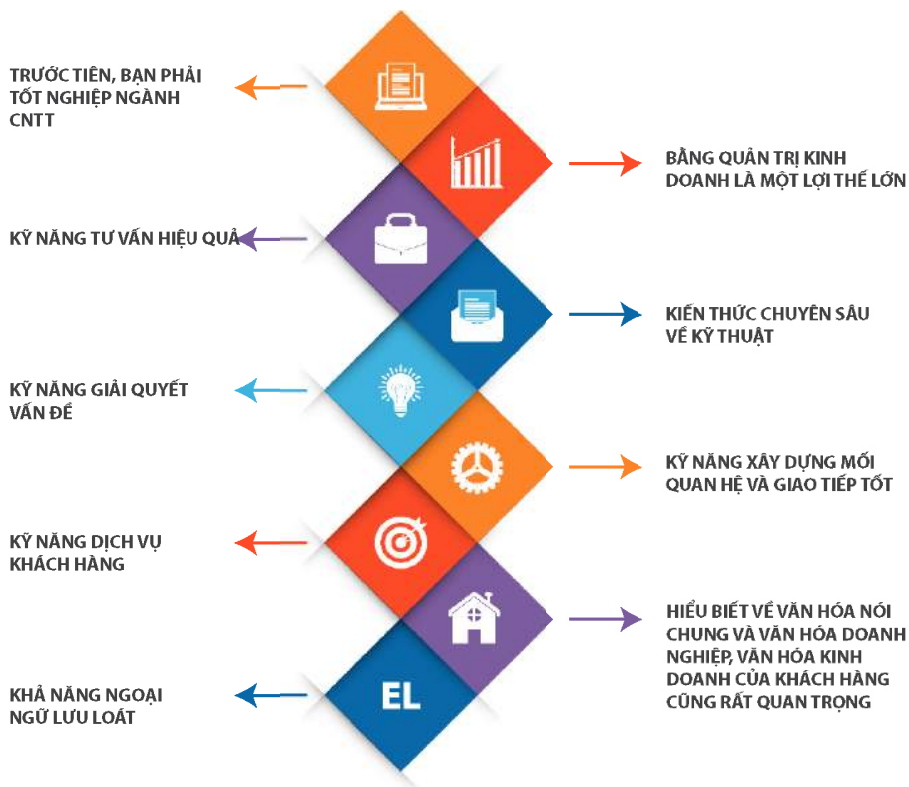 TRƯỚC TIÊN, BẠN PHẢI
TỐT NGHIỆP NGÀNH
CNTT
BẰNG QUẢN TRỊ KINH
DOANH LÀ MỘT LỢI THẾ LỚN
KỸ NĂNG TƯ VẤN HIỆU QUẢ
KIẾN THỨC CHUYÊN SÂU
VỀ KỸ THUẬT
KỸ NĂNG GIẢI QUYẾT
VẤN ĐỀ
KỸ NĂNG XÂY DỰNG MỐI
QUAN HỆ VÀ GIAO TIẾP TỐT
KỸ NĂNG DỊCH VỤ
KHÁCH HÀNG
HIỂU BIẾT VỀ VĂN HÓA NÓI
CHUNG VÀ VĂN HÓA DOANH
NGHIỆP, VĂN HÓA KINH
DOANH CỦA KHÁCH HÀNG
CŨNG RẤT QUAN TRỌNG
KHẢ NĂNG NGOẠI
NGỮ LƯU LOÁT
EL